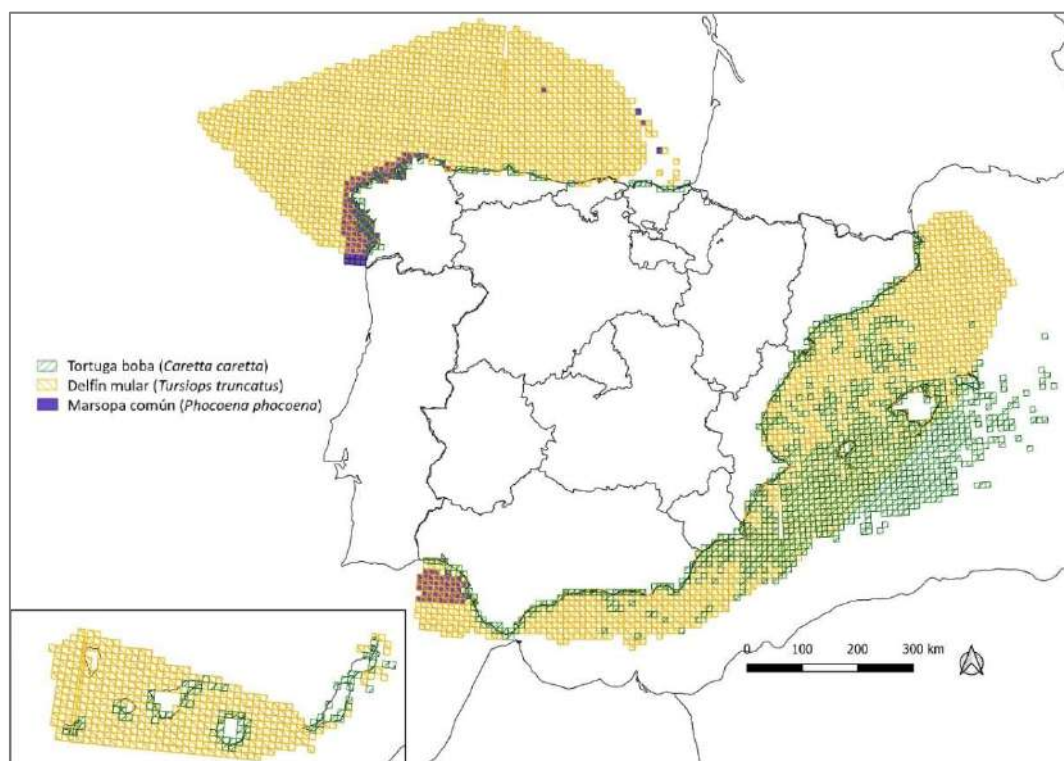 Tortuga boba (Caretta caretta)
Delfín mular (Tursiops truncatus)
Marsopa común (Phocoena phocoena)
0 100 200 300 km